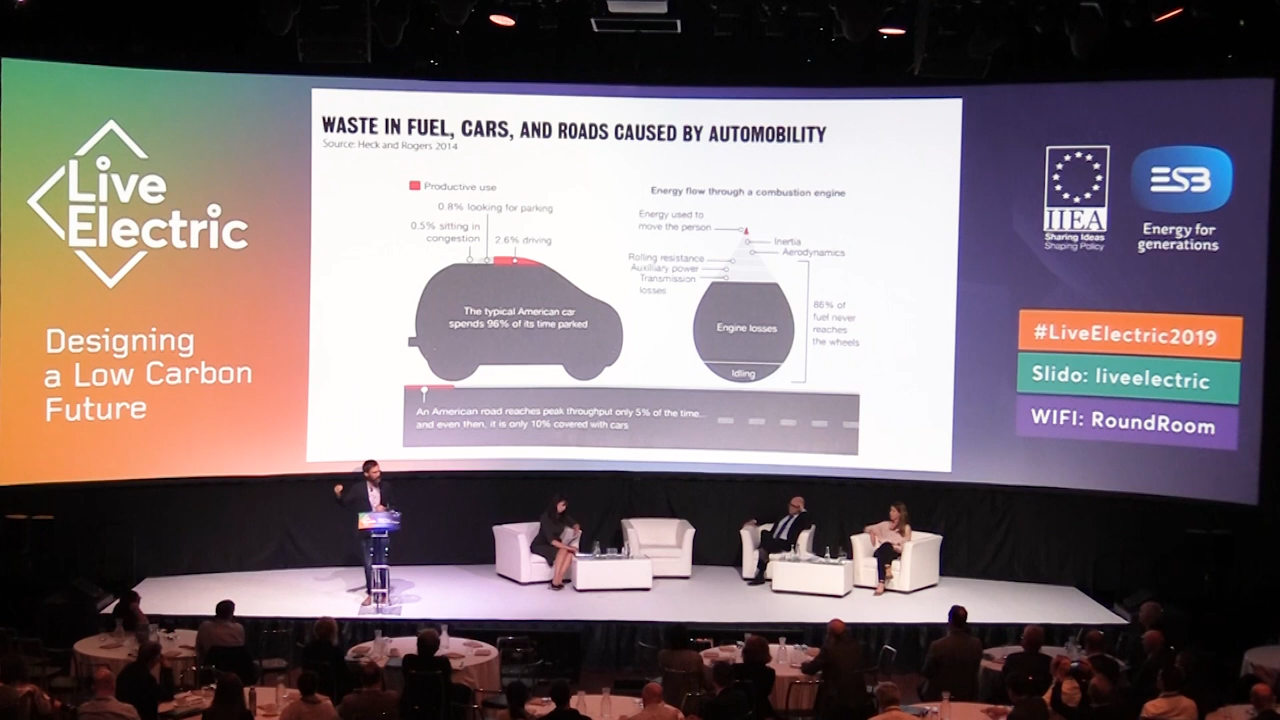 Live
Electric
Designing
a Low Carbon
Future
WASTE IN FUEL, CARS, AND ROADS CAUSED BY AUTOMOBILITY
Source: Heck and Rogers 2014
Productive use
0.8% looking for parking
0.5% sitting in
congestion
2.6% driving
The typical American car
spends 96% of its time parked
Energy flow through a combustion engine
Energy used to
move the person
Inertia
Aerodynamics
Rolling resistance
Auxilliary power
Transmission
losses
Engine losses
Idling
86% of
fuel never
reaches
the wheels
An American road reaches peak throughput only 5% of the time...
and even then, it is only 10% covered with cars
IIEA
Sharing Ideas
Shaping Policy
ESB
Energy for
generations
#LiveElectric2019
Slido: liveelectric
WIFI: RoundRoom